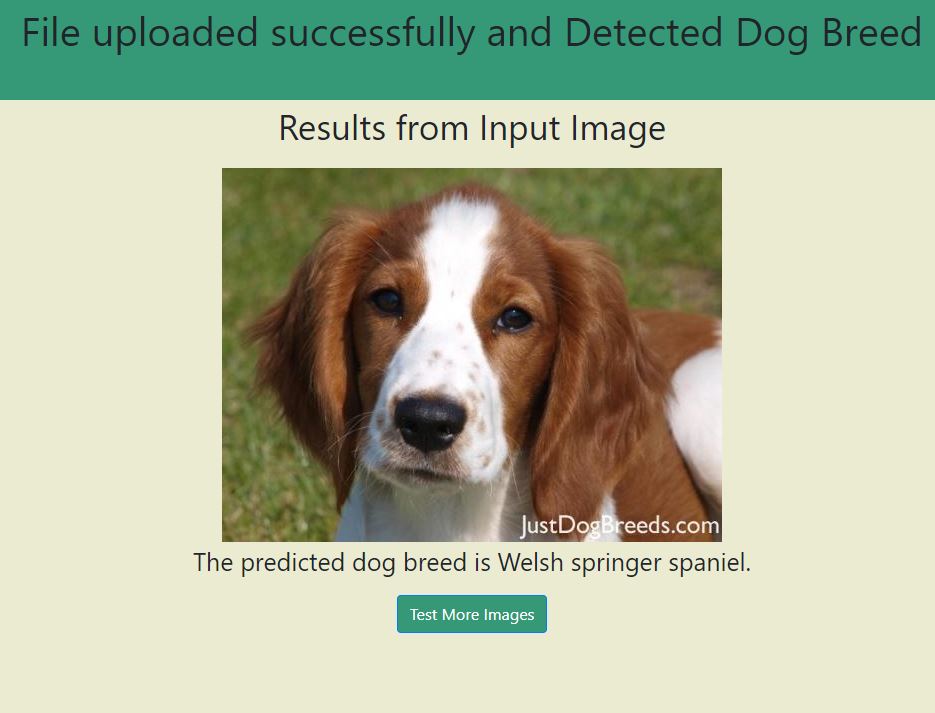 File uploaded successfully and Detected Dog Breed
Results from Input Image
JustDogBreeds.com
The predicted dog breed is Welsh springer spaniel.
Test More Images